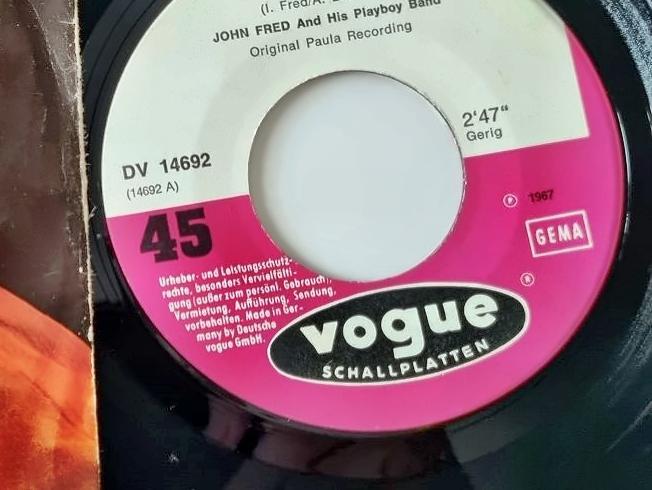 (I. Fred/A.
JOHN FRED And His Playboy Band
Original Paula Recording
2'47"
Gerig
DV 14692
(14692 A)
45
℗ 1967
GEMA
Urheber- und Leistungsschutz-
rechte, besonders Vervielfälti-
gung (außer zum persönl. Gebrauch),
Vermietung, Aufführung, Sendung,
vorbehalten. Made in Ger-
many by Deutsche
vogue GmbH.
®
vogue
SCHALLPLATTEN